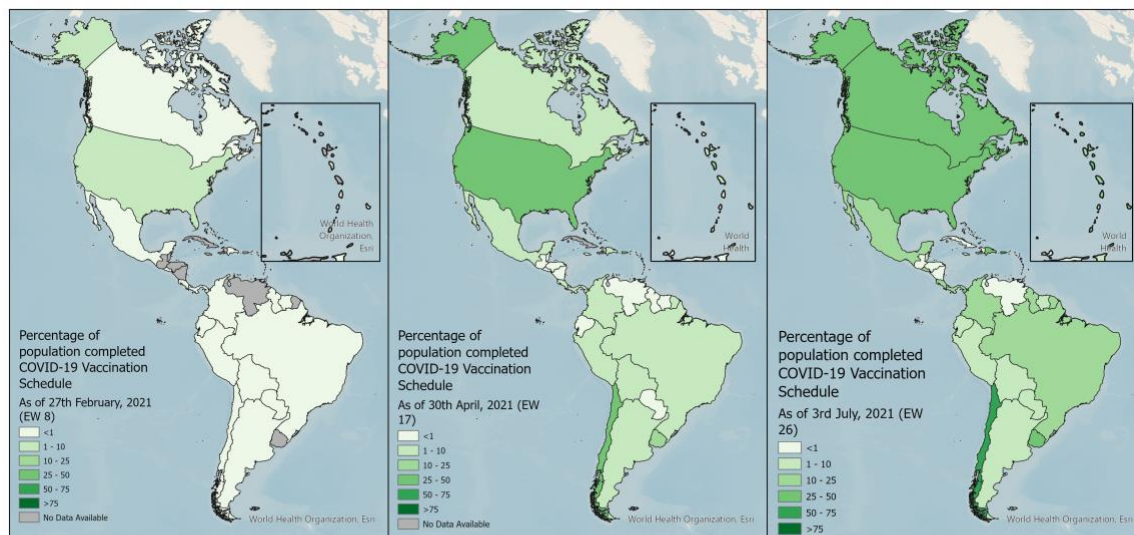 World Health
Organization,
Esri
Percentage of
population completed
COVID-19 Vaccination
Schedule
As of 27th February, 2021
(EW 8)
<1
1 - 10
10 - 25
25 - 50
50 - 75
>75
No Data Available
World Health Organization, Esri
World
Health
Percentage of
population completed
COVID-19 Vaccination
Schedule
As of 30th April, 2021 (EW
17)
<1
1 - 10
10 - 25
25 - 50
50 - 75
>75
No Data Available
World Health Organization, Esri
World
Health
Percentage of
population completed
COVID-19 Vaccination
Schedule
As of 3rd July, 2021 (EW
26)
<1
1 - 10
10 - 25
25 - 50
50 - 75
>75
World Health Organization, Esri